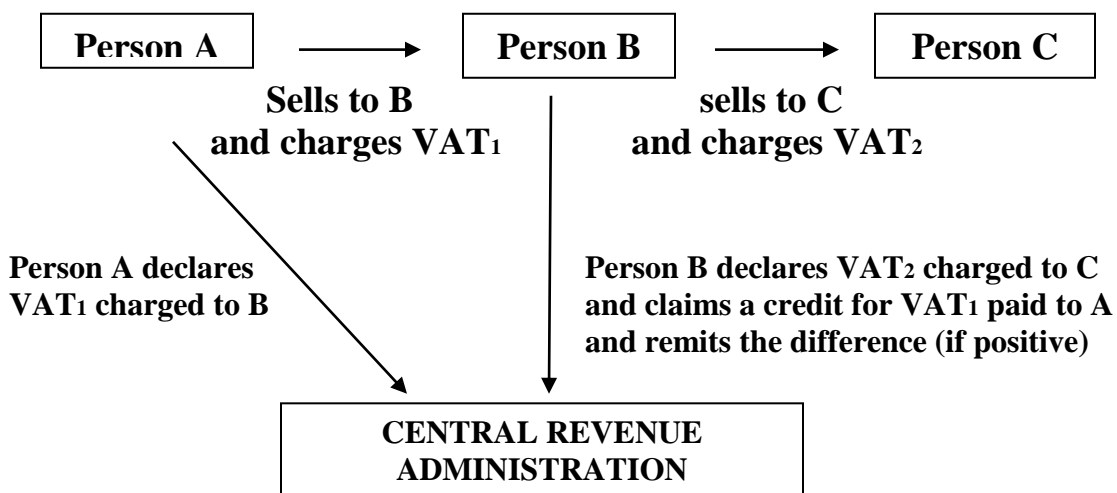 Person A
Person B
Person C
Sells to B
and charges VAT₁
sells to C
and charges VAT₂
Person A declares
VAT₁ charged to B
Person B declares VAT₂ charged to C
and claims a credit for VAT₁ paid to A
and remits the difference (if positive)
CENTRAL REVENUE
ADMINISTRATION